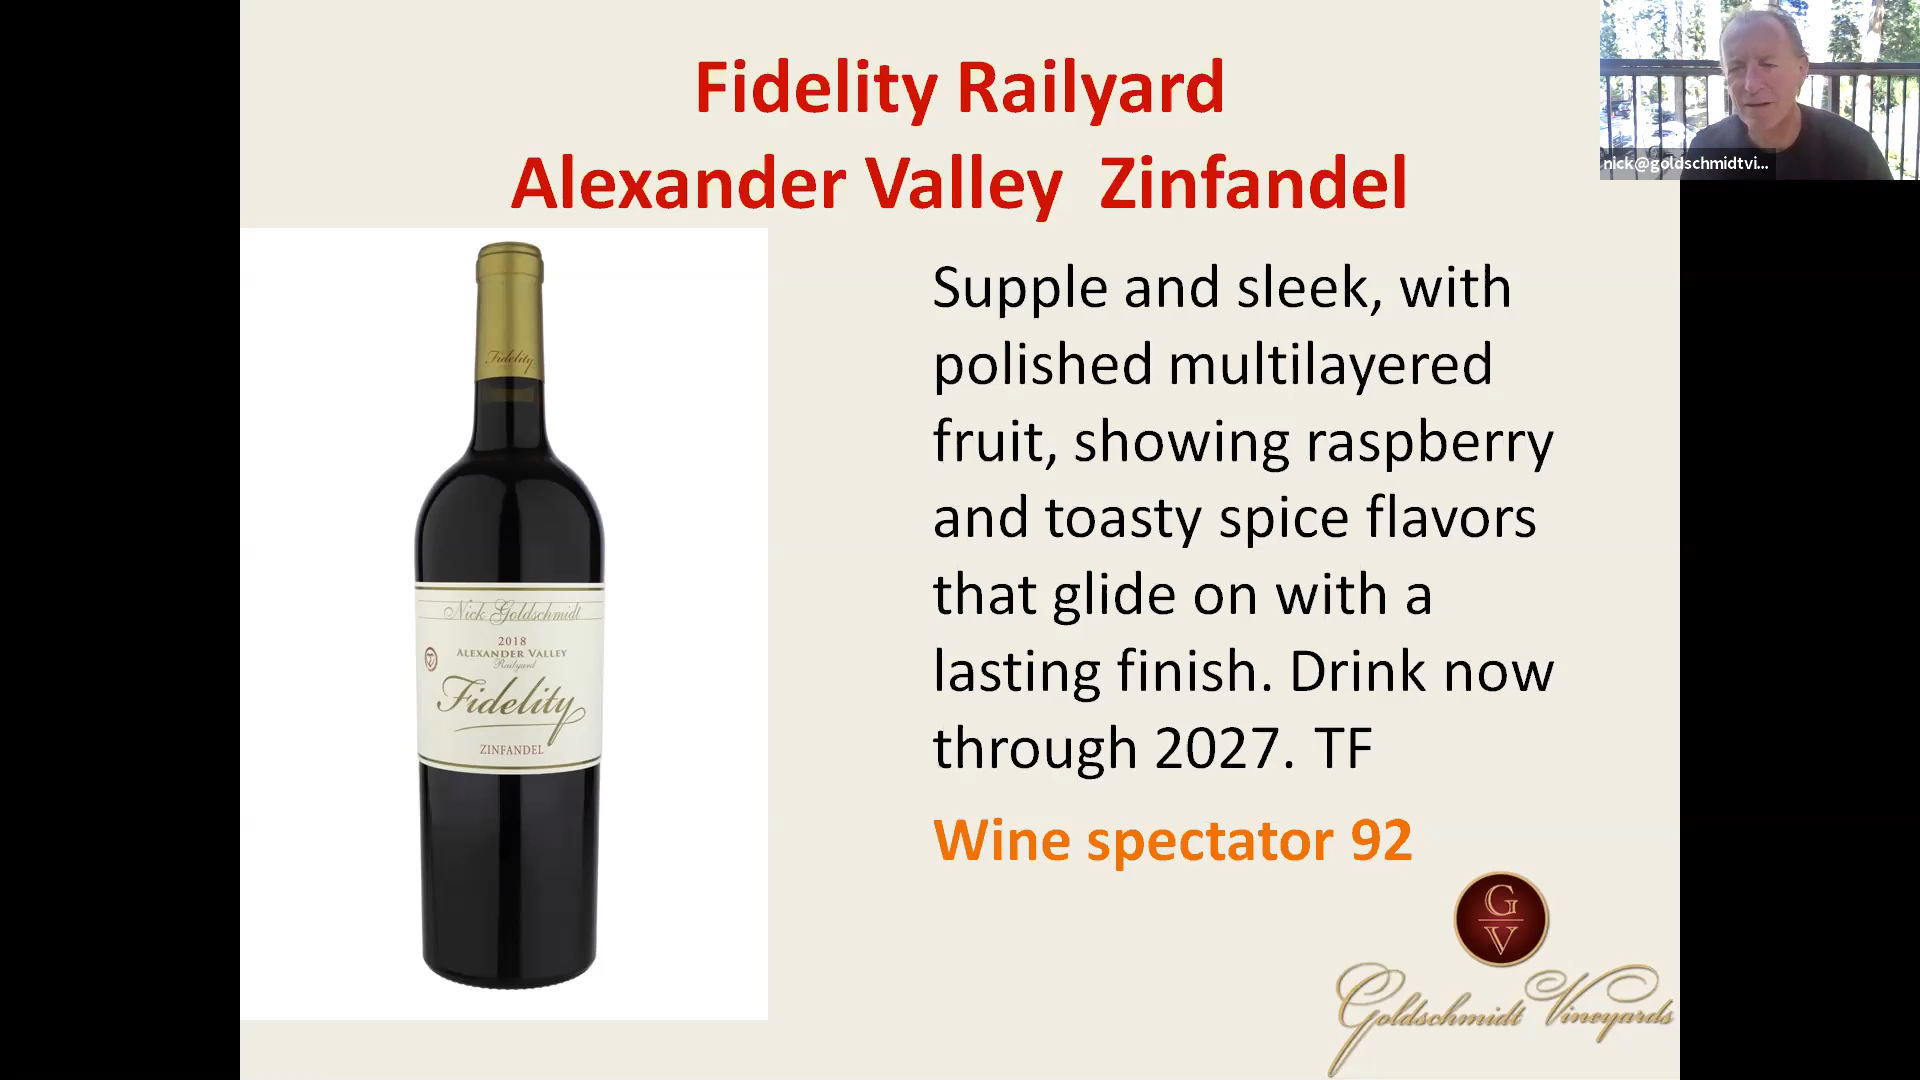 Fidelity Railyard
Alexander Valley Zinfandel
nick@goldschmidtvi...
Supple and sleek, with
polished multilayered
fruit, showing raspberry
and toasty spice flavors
that glide on with a
lasting finish. Drink now
through 2027. TF
Wine spectator 92
Fidelity
Nick Goldschmidt
2018
ALEXANDER VALLEY
Railyard
Fidelity
ZINFANDEL
G
V
Goldschmidt Vineyards